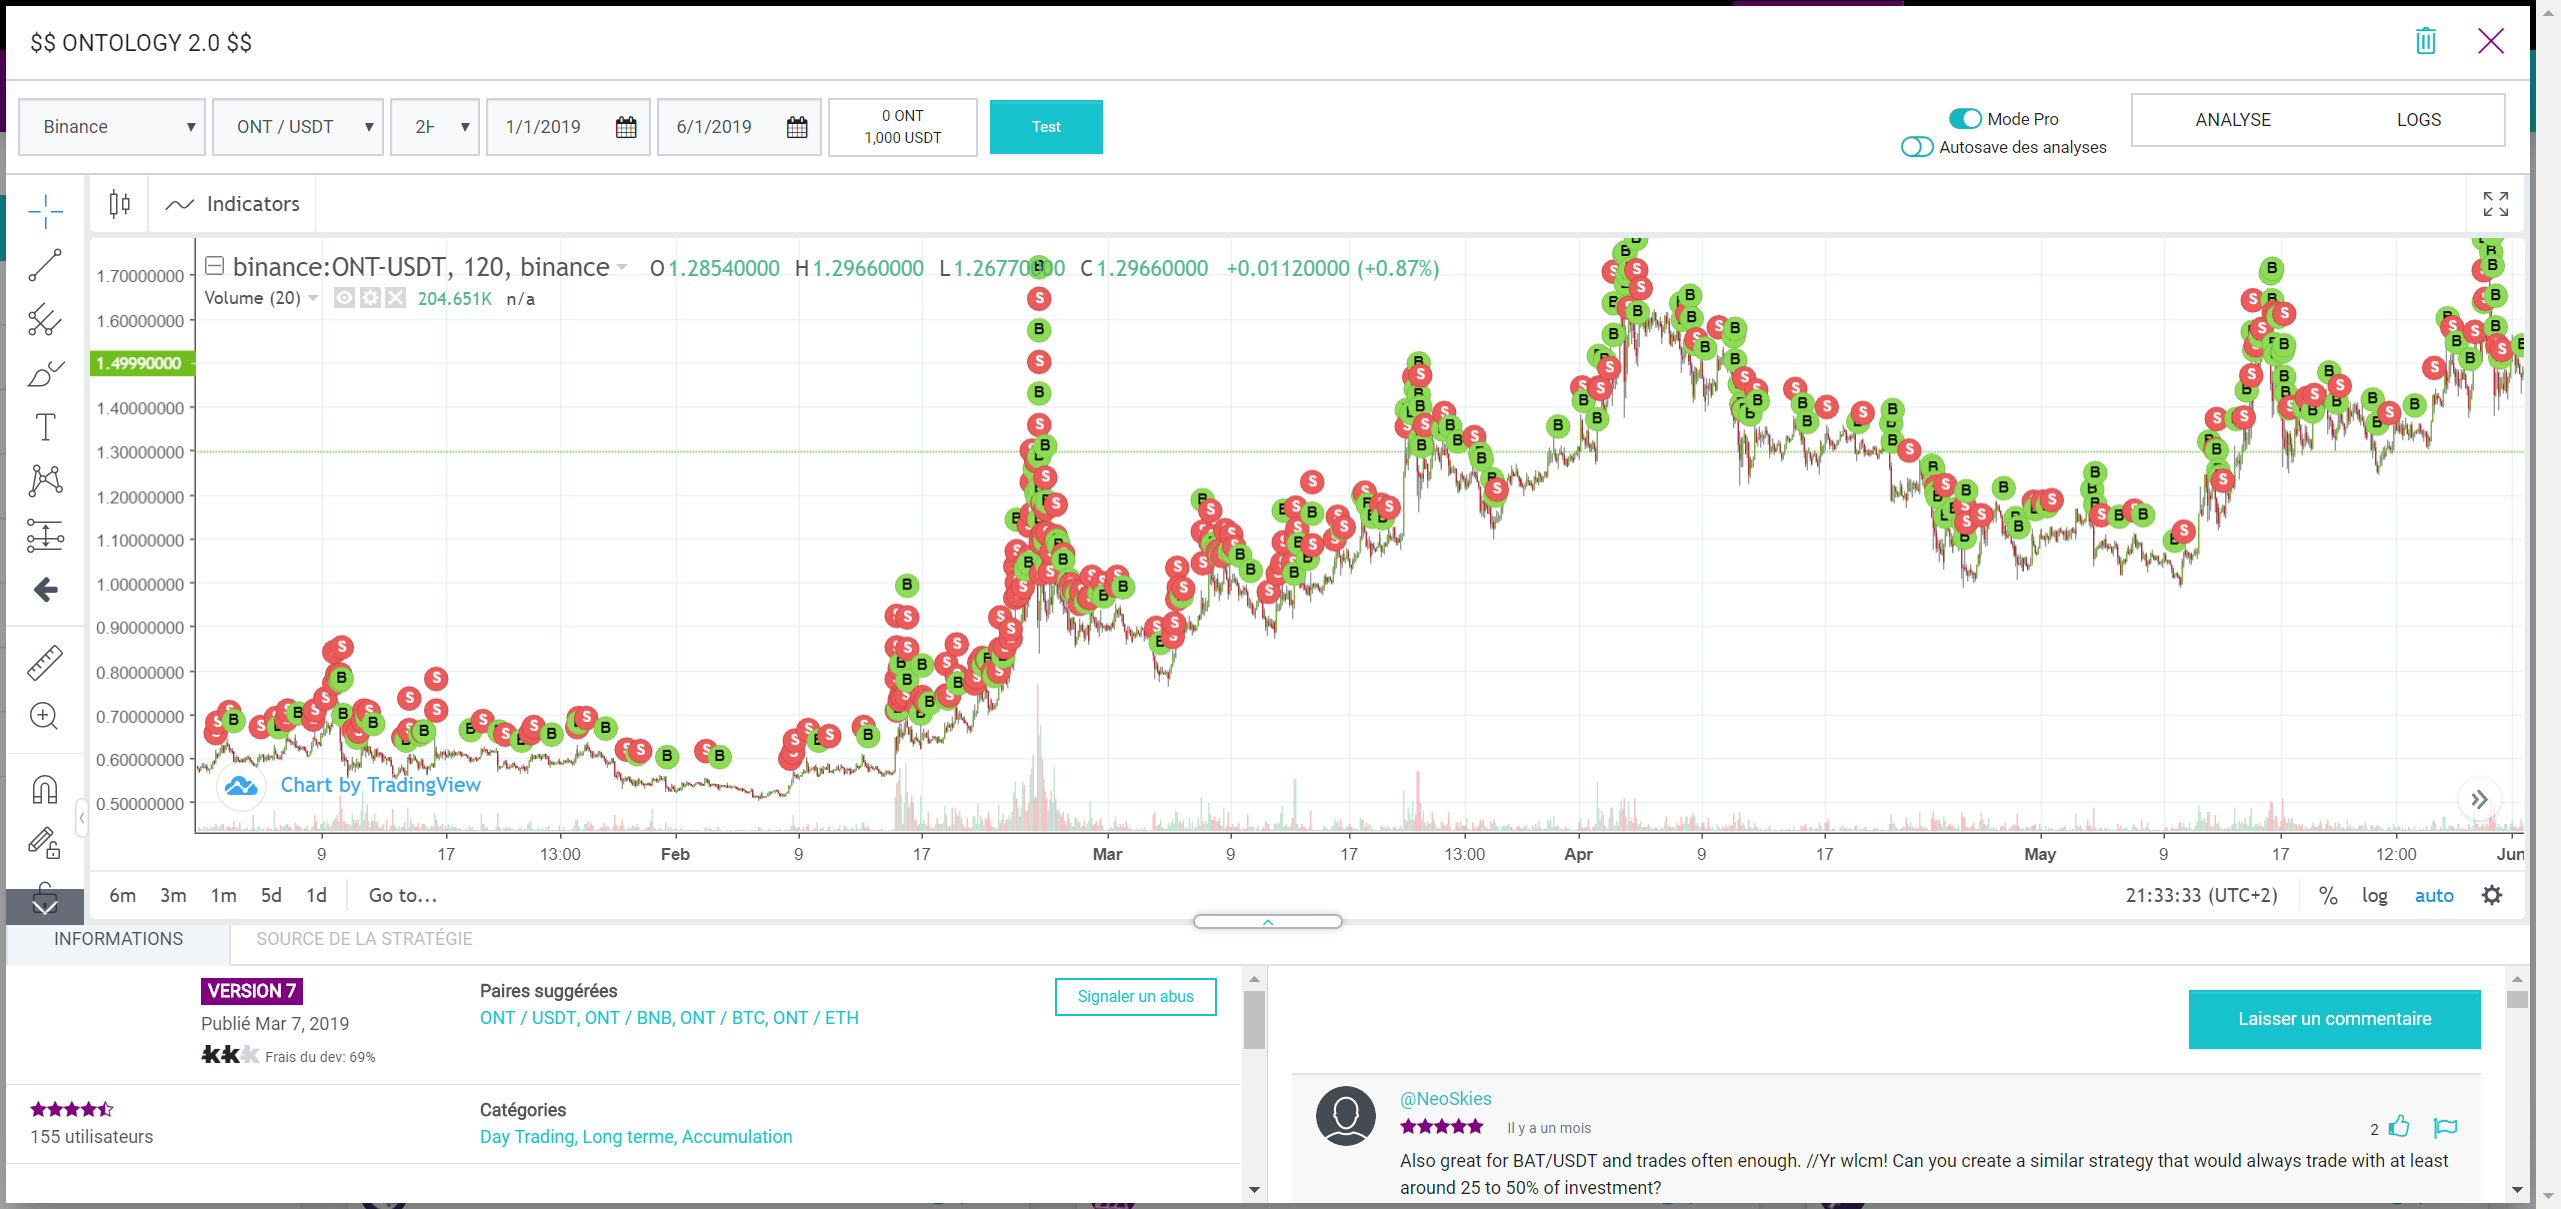 $$ ONTOLOGY 2.0 $$
Binance
ONT / USDT
2H
1/1/2019
6/1/2019
0 ONT
1,000 USDT
Test
Mode Pro
Autosave des analyses
ANALYSE
LOGS
Indicators
binance:ONT-USDT, 120, binance O1.28540000 H1.29660000 L1.26770000 C1.29660000 +0.01120000 (+0.87%)
Volume (20) 204.651K n/a
1.70000000
1.60000000
1.49990000
1.40000000
1.30000000
1.20000000
1.10000000
1.00000000
0.90000000
0.80000000
0.70000000
0.60000000
0.50000000
Chart by TradingView
9 17 13:00 Feb 9 17 Mar 9 17 13:00 Apr 9 17 May 9 17 12:00 Jun
6m 3m 1m 5d 1d Go to...
21:33:33 (UTC+2) % log auto
INFORMATIONS
SOURCE DE LA STRATÉGIE
VERSION 7
Publié Mar 7, 2019
Frais du dev: 69%
Paires suggérées
ONT / USDT, ONT / BNB, ONT / BTC, ONT / ETH
Signaler un abus
155 utilisateurs
Catégories
Day Trading, Long terme, Accumulation
Laisser un commentaire
@NeoSkies
Il y a un mois
2
Also great for BAT/USDT and trades often enough. //Yr wlcm! Can you create a similar strategy that would always trade with at least
around 25 to 50% of investment?